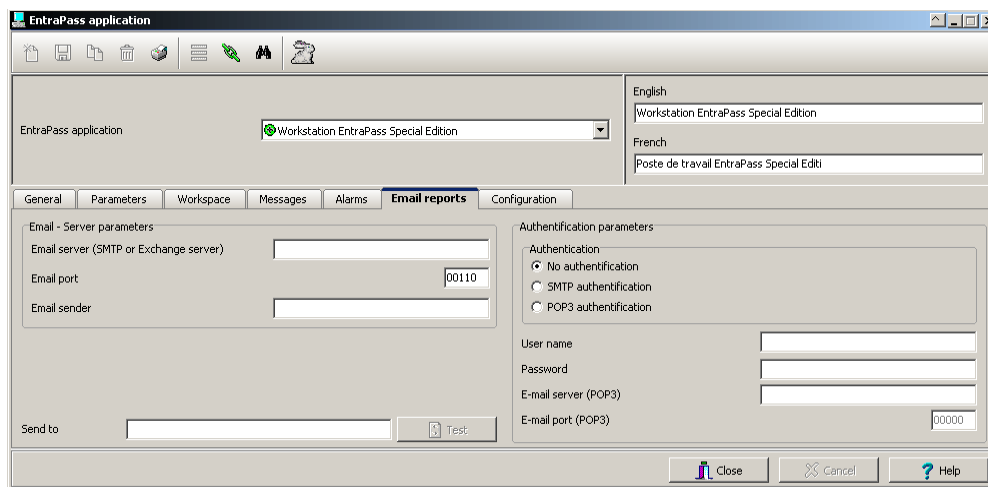 EntraPass application
English
Workstation EntraPass Special Edition
EntraPass application
Workstation EntraPass Special Edition
French
Poste de travail EntraPass Special Editi
General Parameters Workspace Messages Alarms Email reports Configuration
Email - Server parameters
Email server (SMTP or Exchange server)
Email port 00110
Email sender
Send to
Test
Authentification parameters
Authentication
No authentification
SMTP authentification
POP3 authentification
User name
Password
E-mail server (POP3)
E-mail port (POP3) 00000
Close Cancel Help